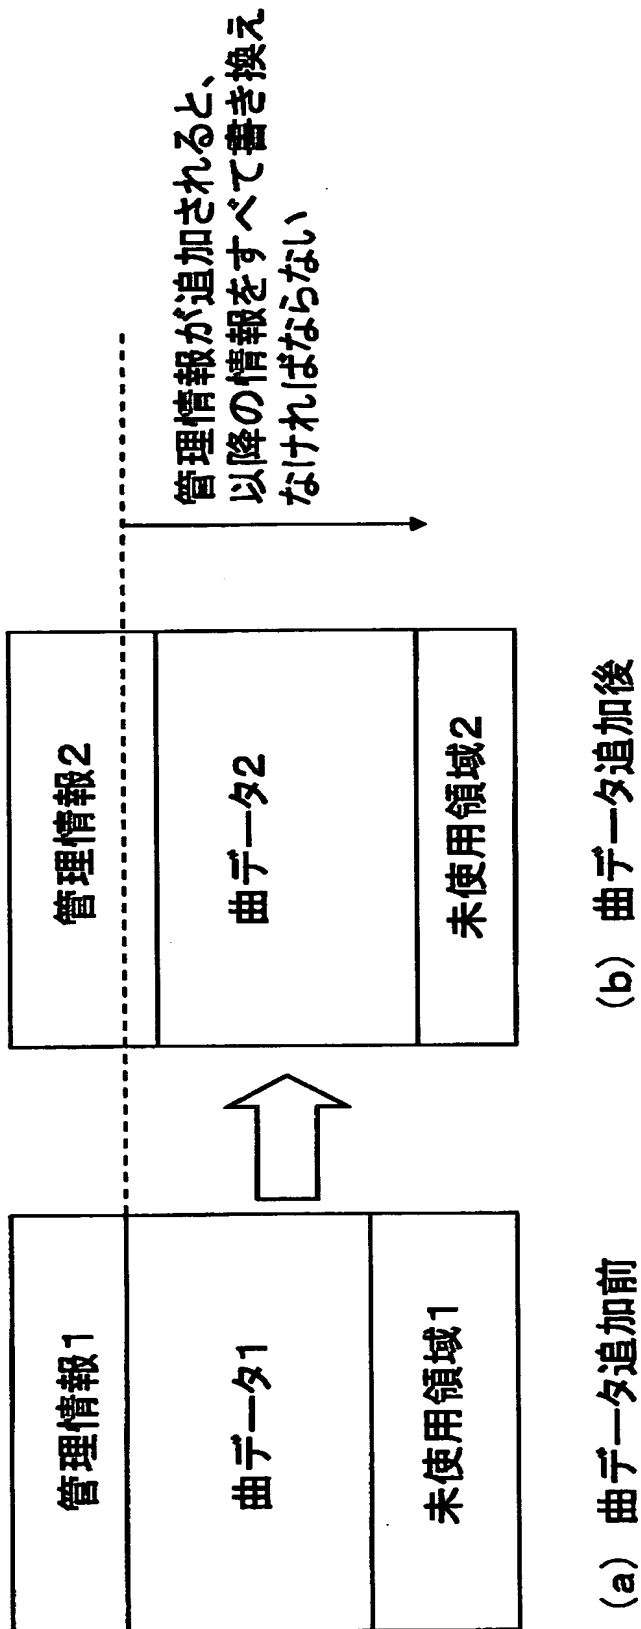 管理情報1
曲データ1
未使用領域1
(a) 曲データ追加前
管理情報2
曲データ2
未使用領域2
(b) 曲データ追加後
管理情報が追加されると、
以降の情報をすべて書き換え
なければならない